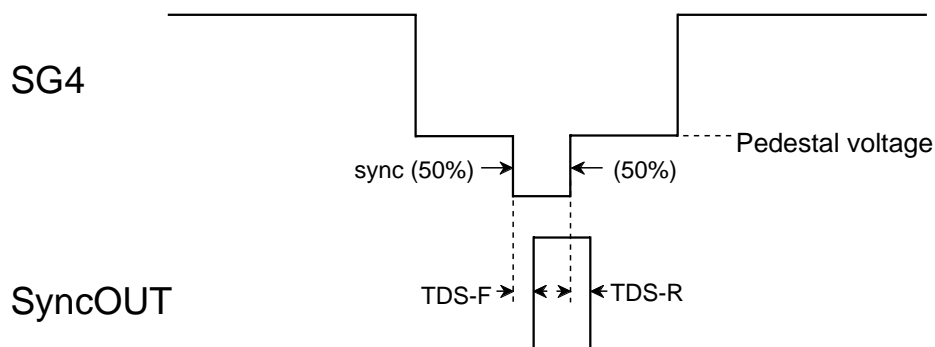 SG4
Pedestal voltage
sync (50%)
(50%)
SyncOUT
TDS-F
TDS-R